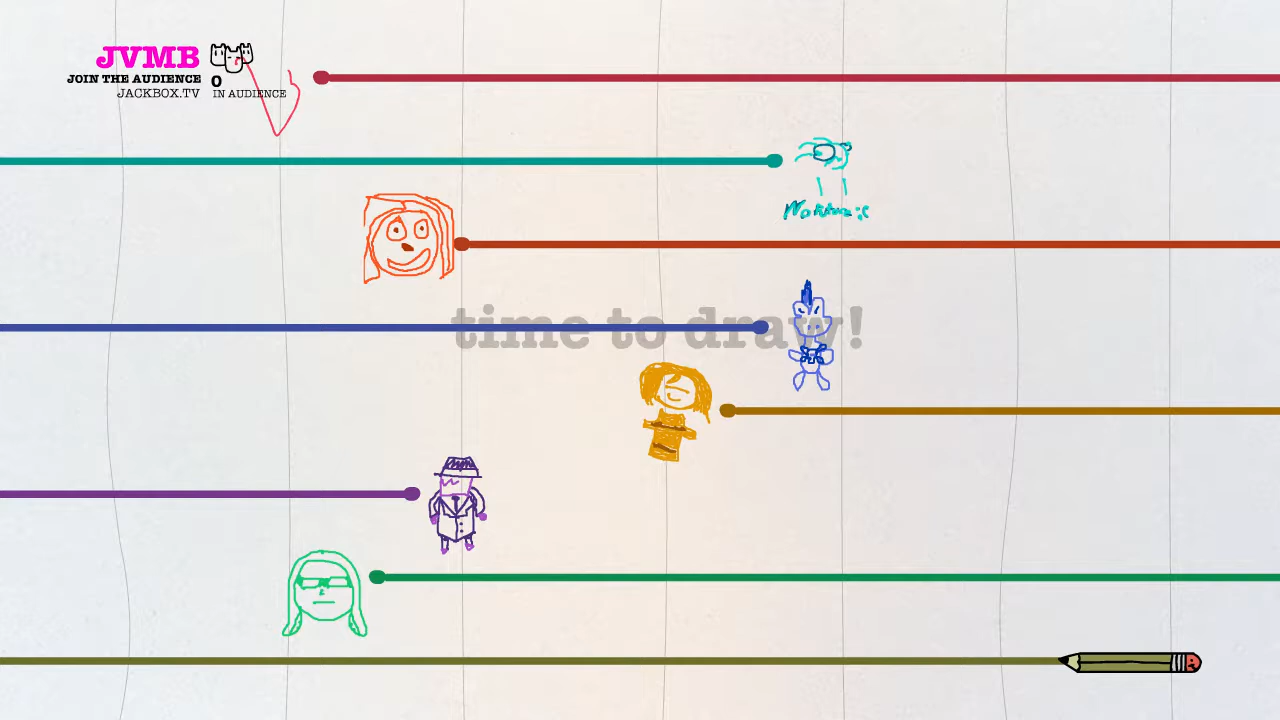 JVMB
JOIN THE AUDIENCE
JACKBOX.TV
0
IN AUDIENCE
time to draw!